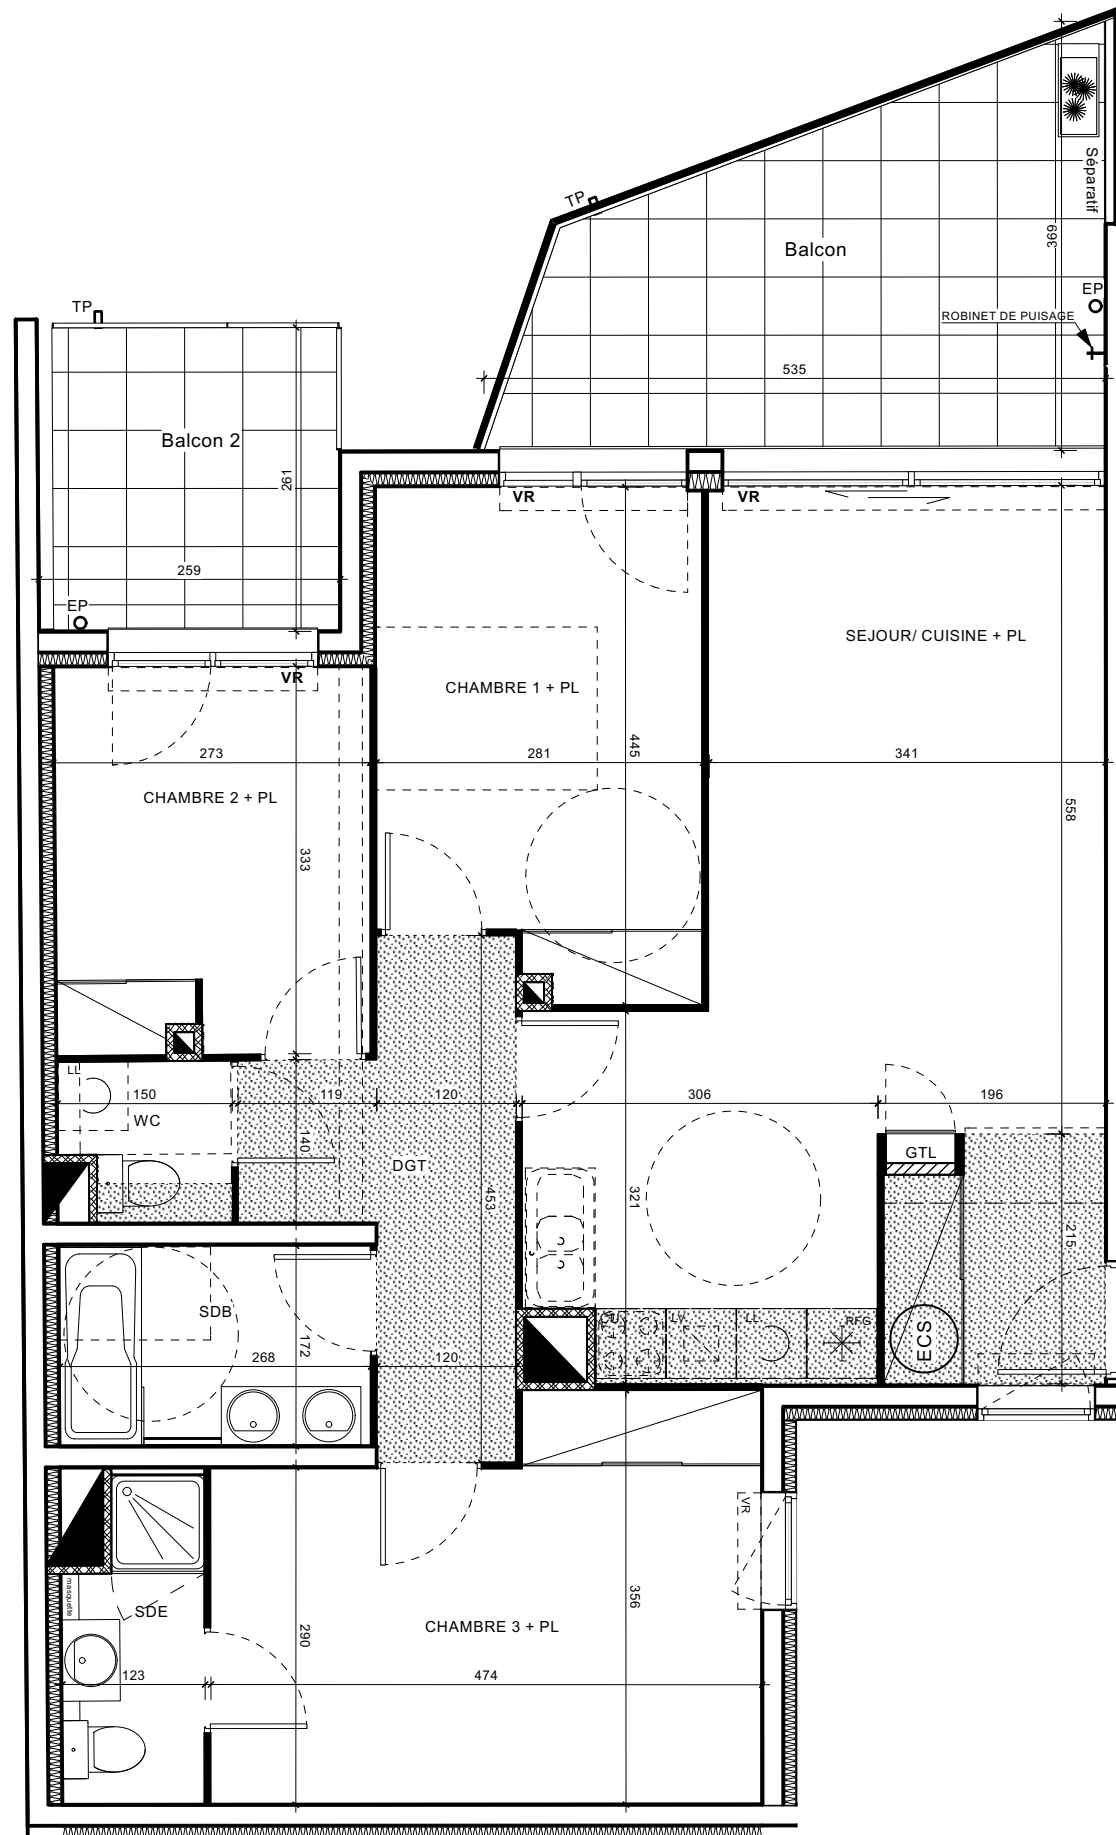 Séparatif
TP
369
Balcon
EP
ROBINET DE PUISAGE
TP
535
Balcon 2
261
VR
VR
259
EP
SEJOUR/ CUISINE + PL
VR
CHAMBRE 1 + PL
445
273
281
341
CHAMBRE 2 + PL
558
333
LL
150
119
120
306
196
WC
140
GTL
DGT
453
321
215
SDB
CU
LV
LL
RFG
ECS
172
268
120
VR
masquette
SDE
356
CHAMBRE 3 + PL
290
123
474